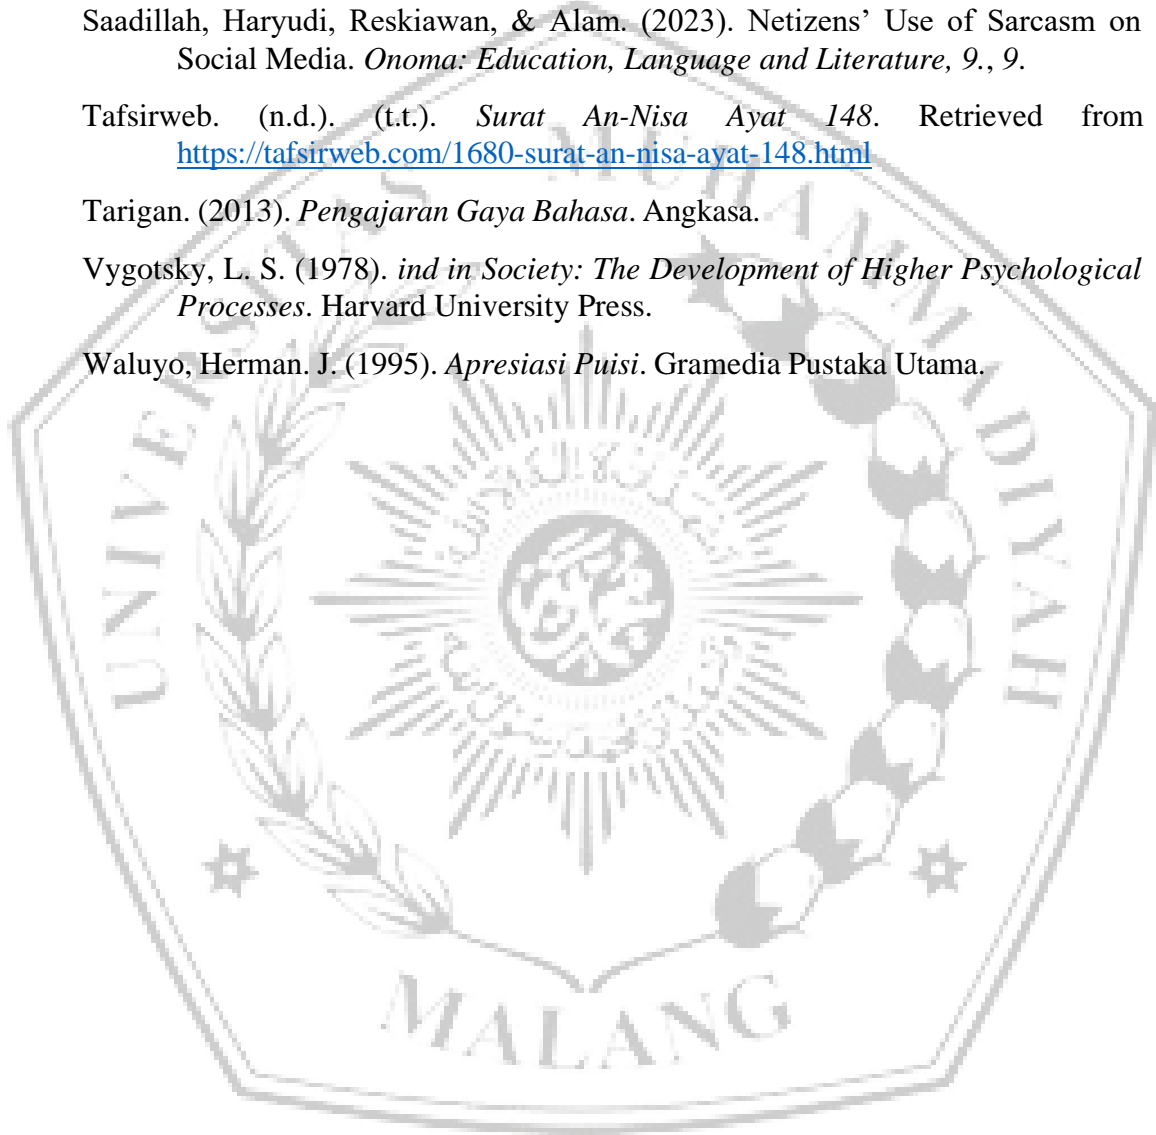 Saadillah, Haryudi, Reskiawan, & Alam. (2023). Netizens’ Use of Sarcasm on
Social Media. Onoma: Education, Language and Literature, 9., 9.
Tafsirweb. (n.d.). (t.t.). Surat An-Nisa Ayat 148. Retrieved from
https://tafsirweb.com/1680-surat-an-nisa-ayat-148.html
Tarigan. (2013). Pengajaran Gaya Bahasa. Angkasa.
Vygotsky, L. S. (1978). ind in Society: The Development of Higher Psychological
Processes. Harvard University Press.
Waluyo, Herman. J. (1995). Apresiasi Puisi. Gramedia Pustaka Utama.
UNIVERSITAS MUHAMMADIYAH
MALANG